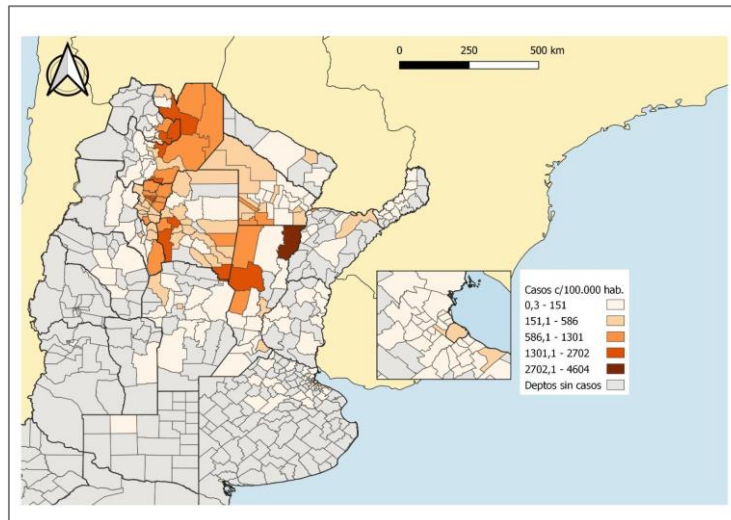 0 250 500 km
Casos c/100.000 hab.
0,3 - 151
151,1 - 586
586,1 - 1301
1301,1 - 2702
2702,1 - 4604
Deptos sin casos